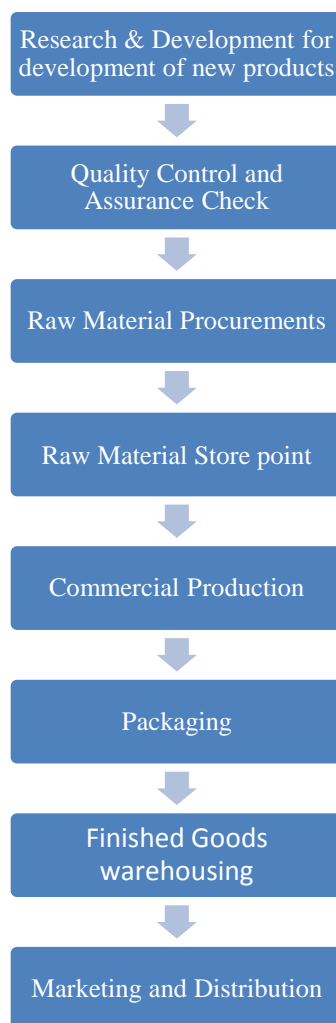 Research & Development for
development of new products
Quality Control and
Assurance Check
Raw Material Procurements
Raw Material Store point
Commercial Production
Packaging
Finished Goods
warehousing
Marketing and Distribution